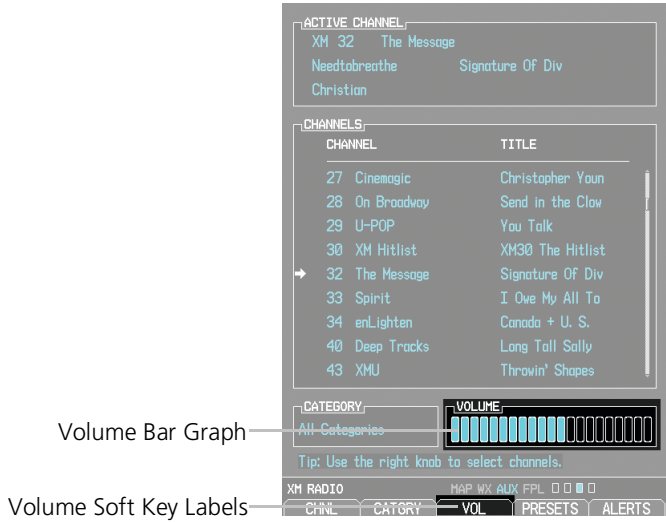 ACTIVE CHANNEL
XM 32 The Message
Needtobreathe Signature Of Div
Christian
CHANNELS
CHANNEL TITLE
27 Cinemagic Christopher Youn
28 On Broadway Send in the Clow
29 U-POP You Talk
30 XM Hitlist XM30 The Hitlist
32 The Message Signature Of Div
33 Spirit I Owe My All To
34 enLighten Canada + U. S.
40 Deep Tracks Long Tall Sally
43 XMU Throwin' Shapes
CATEGORY VOLUME
Volume Bar Graph All Categories
Tip: Use the right knob to select channels.
XM RADIO MAP WX AUX FPL
Volume Soft Key Labels CHNL CATGRY VOL PRESETS ALERTS